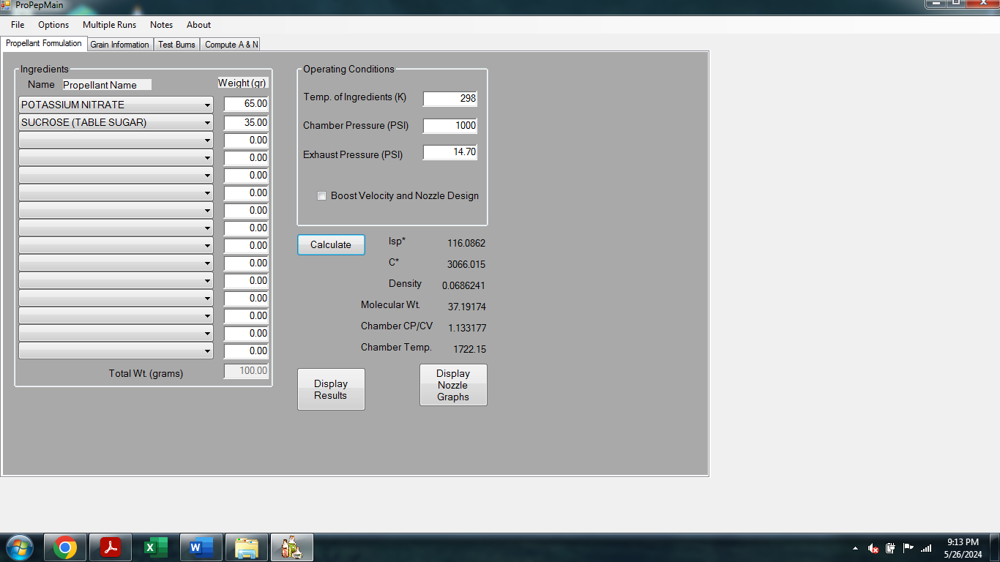 ProPepMain
File Options Multiple Runs Notes About
Propellant Formulation Grain Information Test Burns Compute A & N
Ingredients
Name Propellant Name Weight (gr)
POTASSIUM NITRATE 65.00
SUCROSE (TABLE SUGAR) 35.00
0.00
0.00
0.00
0.00
0.00
0.00
0.00
0.00
0.00
0.00
0.00
0.00
0.00
Total Wt. (grams) 100.00
Operating Conditions
Temp. of Ingredients (K) 298
Chamber Pressure (PSI) 1000
Exhaust Pressure (PSI) 14.70
Boost Velocity and Nozzle Design
Calculate
Isp* 116.0862
C* 3066.015
Density 0.0686241
Molecular Wt. 37.19174
Chamber CP/CV 1.133177
Chamber Temp. 1722.15
Display
Results
Display
Nozzle
Graphs
9:13 PM
5/26/2024